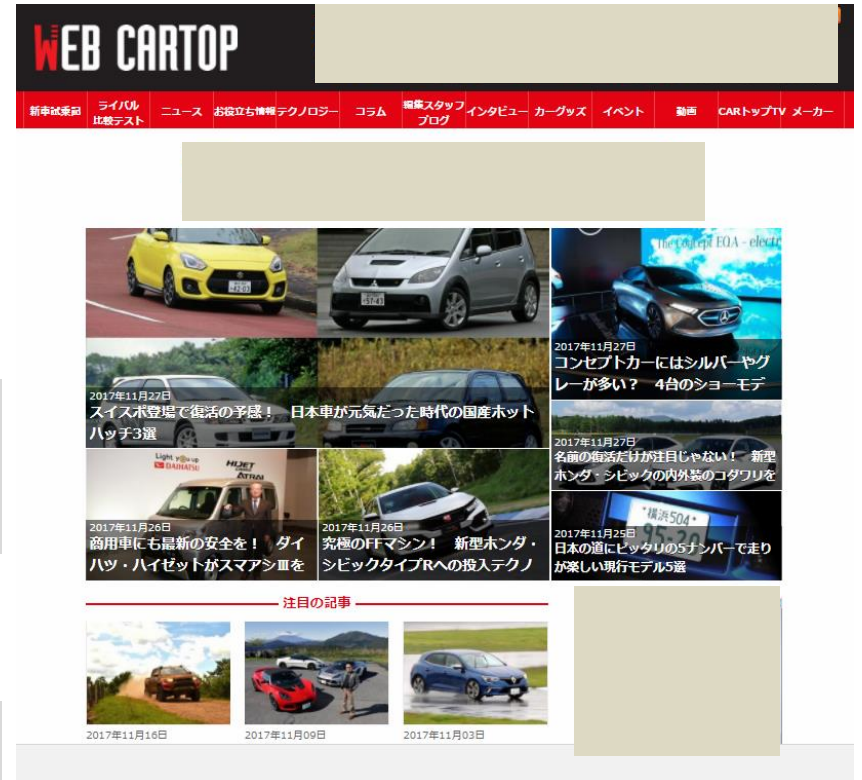 WEB CARTOP
新車試乗記
ライバル
比較テスト
ニュース
お役立ち情報
テクノロジー
コラム
編集スタッフ
ブログ
インタビュー
カーグッズ
イベント
動画
CARトップTV
メーカー
The Concept EQA - electr
2017年11月27日
スイスポ登場で復活の予感！　日本車が元気だった時代の国産ホット
ハッチ3選
2017年11月27日
コンセプトカーにはシルバーやグ
レーが多い？　4台のショーモデ
2017年11月27日
名前の復活だけが注目じゃない！　新型
ホンダ・シビックの内外装のコダワリを
Light you up
DAIHATSU
HIJET
ATRAI
2017年11月26日
商用車にも最新の安全を！　ダイ
ハツ・ハイゼットがスマアシⅢを
2017年11月26日
究極のFFマシン！　新型ホンダ・
シビックタイプRへの投入テクノ
横浜504
95-20
2017年11月25日
日本の道にピッタリの5ナンバーで走り
が楽しい現行モデル5選
注目の記事
2017年11月16日
2017年11月09日
2017年11月03日